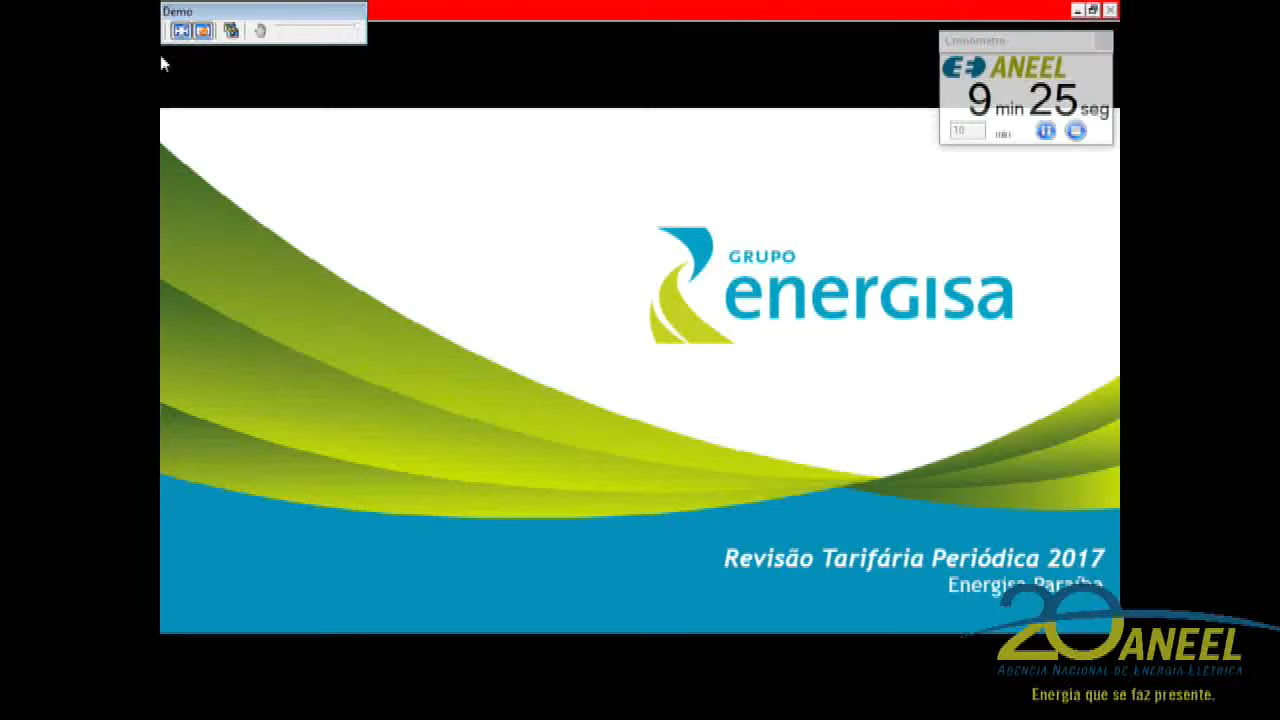 Demo
Cronômetro
ANEEL
9 min 25 seg
10 min
GRUPO
energisa
Revisão Tarifária Periódica 2017
Energisa Paraíba
20 ANEEL
AGÊNCIA NACIONAL DE ENERGIA ELÉTRICA
Energia que se faz presente.